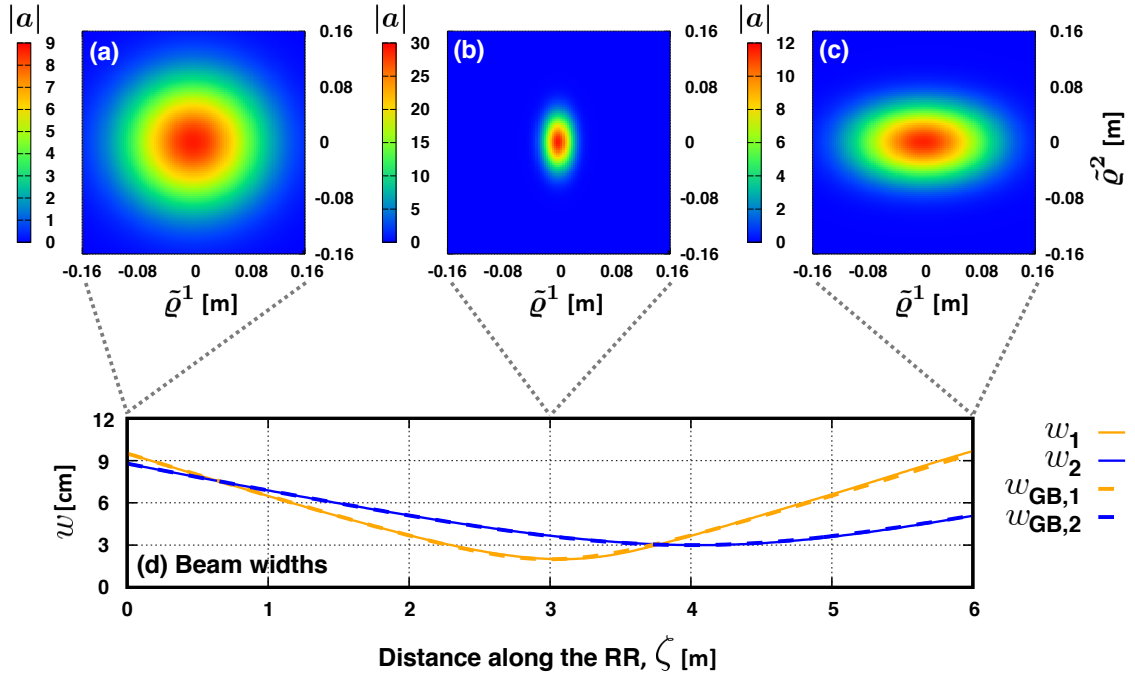 |a| |a| |a|
(a) (b) (c)
9 8 7 6 5 4 3 2 1 0
0.16 0.08 0 -0.08 -0.16
30 25 20 15 10 5 0
0.16 0.08 0 -0.08 -0.16
12 10 8 6 4 2 0
0.16 0.08 0 -0.08 -0.16
ϱ̃² [m]
-0.16 -0.08 0 0.08 0.16
-0.16 -0.08 0 0.08 0.16
-0.16 -0.08 0 0.08 0.16
ϱ̃¹ [m] ϱ̃¹ [m] ϱ̃¹ [m]
12 9 6 3 0
w [cm]
(d) Beam widths
w₁
w₂
w_GB,1
w_GB,2
0 1 2 3 4 5 6
Distance along the RR, ζ [m]